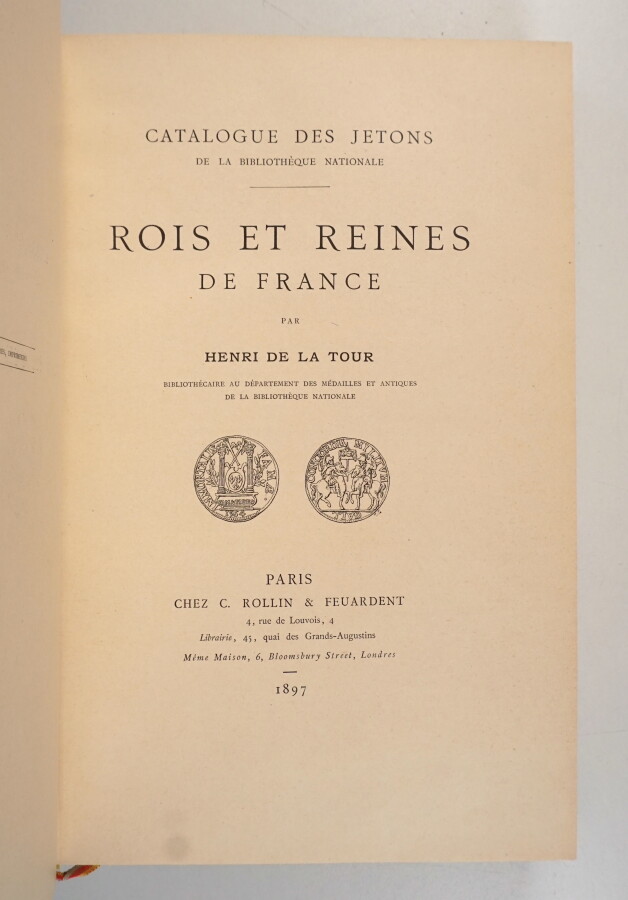 CATALOGUE DES JETONS
DE LA BIBLIOTHÈQUE NATIONALE
ROIS ET REINES
DE FRANCE
PAR
HENRI DE LA TOUR
BIBLIOTHÉCAIRE AU DÉPARTEMENT DES MÉDAILLES ET ANTIQUES
DE LA BIBLIOTHÈQUE NATIONALE
PARIS
CHEZ C. ROLLIN & FEUARDENT
4, rue de Louvois, 4
Librairie, 45, quai des Grands-Augustins
Même Maison, 6, Bloomsbury Street, Londres
1897